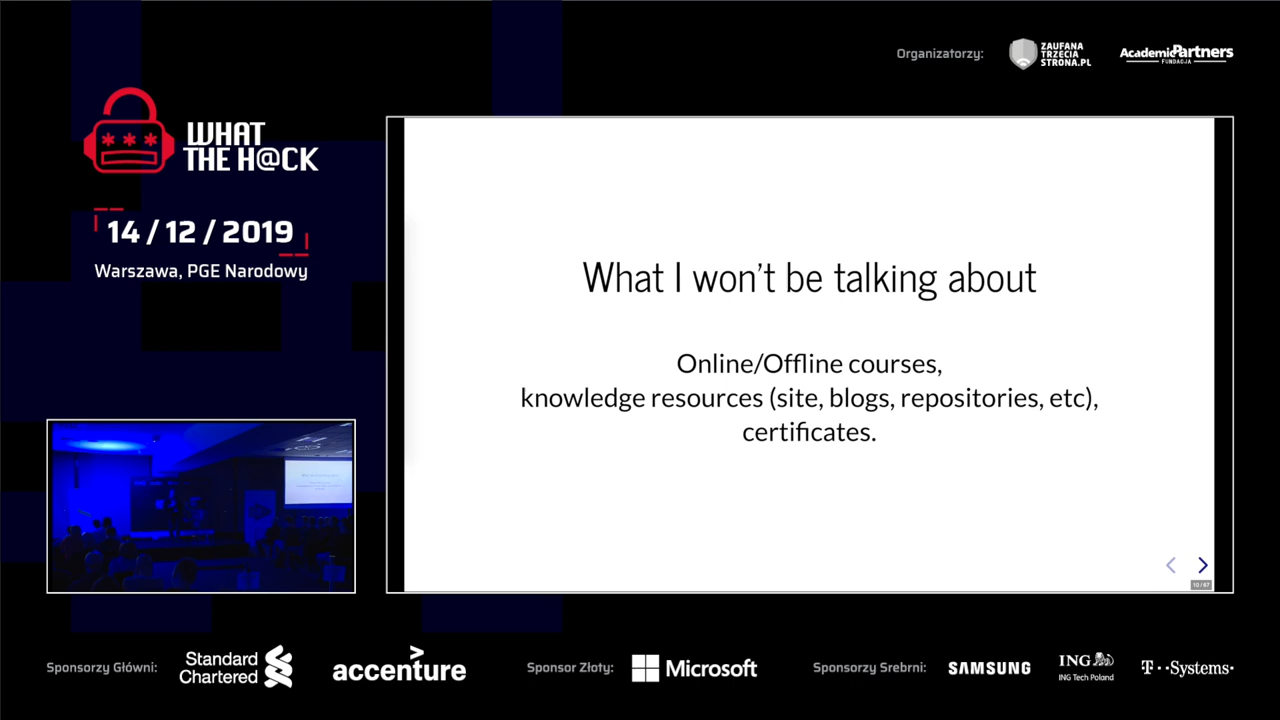 Organizatorzy:
ZAUFANA
TRZECIA
STRONA.PL
AcademicPartners
FUNDACJA
WHAT
THE H@CK
14 / 12 / 2019
Warszawa, PGE Narodowy
What I won't be talking about
Online/Offline courses,
knowledge resources (site, blogs, repositories, etc),
certificates.
10 / 67
Sponsorzy Główni:
Standard
Chartered
accenture
Sponsor Złoty:
Microsoft
Sponsorzy Srebrni:
SAMSUNG
ING
ING Tech Poland
T··Systems·